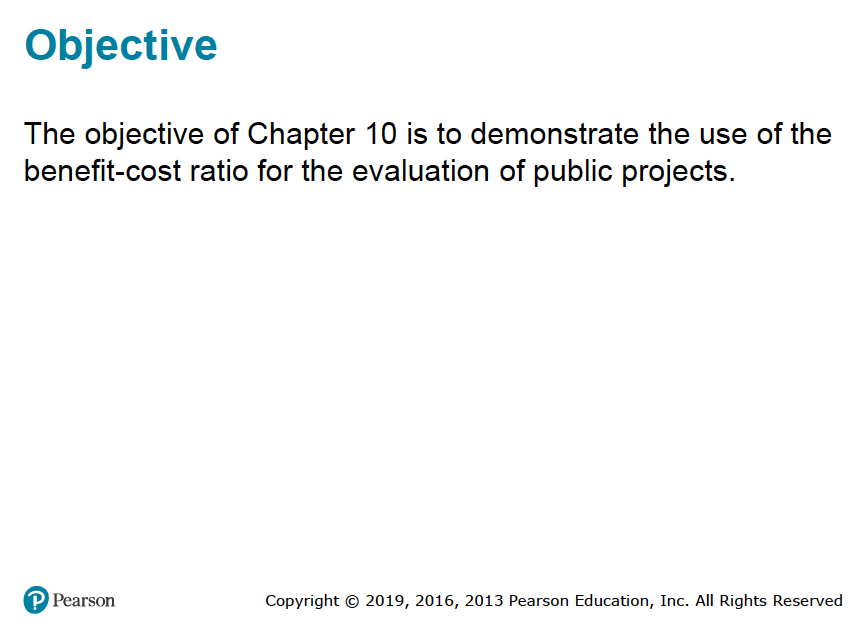 Objective
The objective of Chapter 10 is to demonstrate the use of the
benefit-cost ratio for the evaluation of public projects.
Pearson
Copyright © 2019, 2016, 2013 Pearson Education, Inc. All Rights Reserved